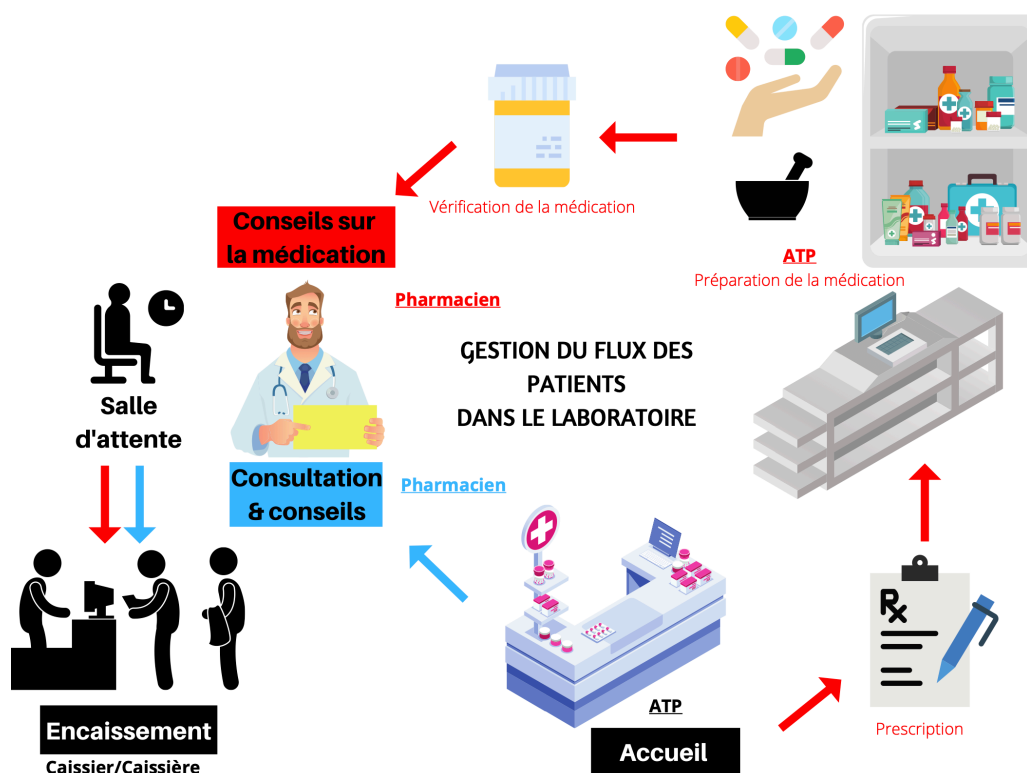 Vérification de la médication
Conseils sur
la médication
ATP
Préparation de la médication
Pharmacien
GESTION DU FLUX DES
PATIENTS
DANS LE LABORATOIRE
Salle
d'attente
Consultation
& conseils
Pharmacien
Rx
Prescription
ATP
Accueil
Encaissement
Caissier/Caissière